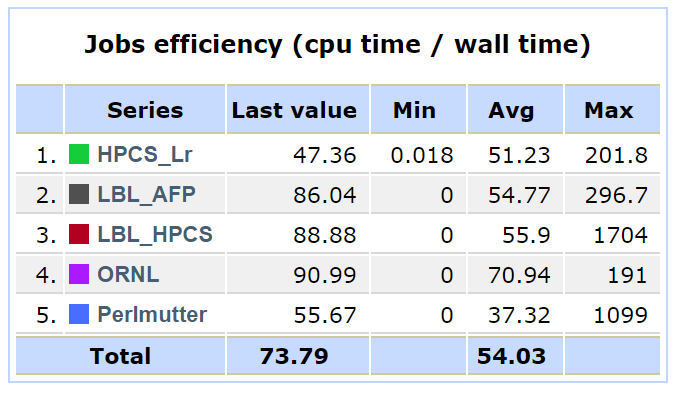 Jobs efficiency (cpu time / wall time)
Series Last value Min Avg Max
1. HPCS_Lr 47.36 0.018 51.23 201.8
2. LBL_AFP 86.04 0 54.77 296.7
3. LBL_HPCS 88.88 0 55.9 1704
4. ORNL 90.99 0 70.94 191
5. Perlmutter 55.67 0 37.32 1099
Total 73.79 54.03